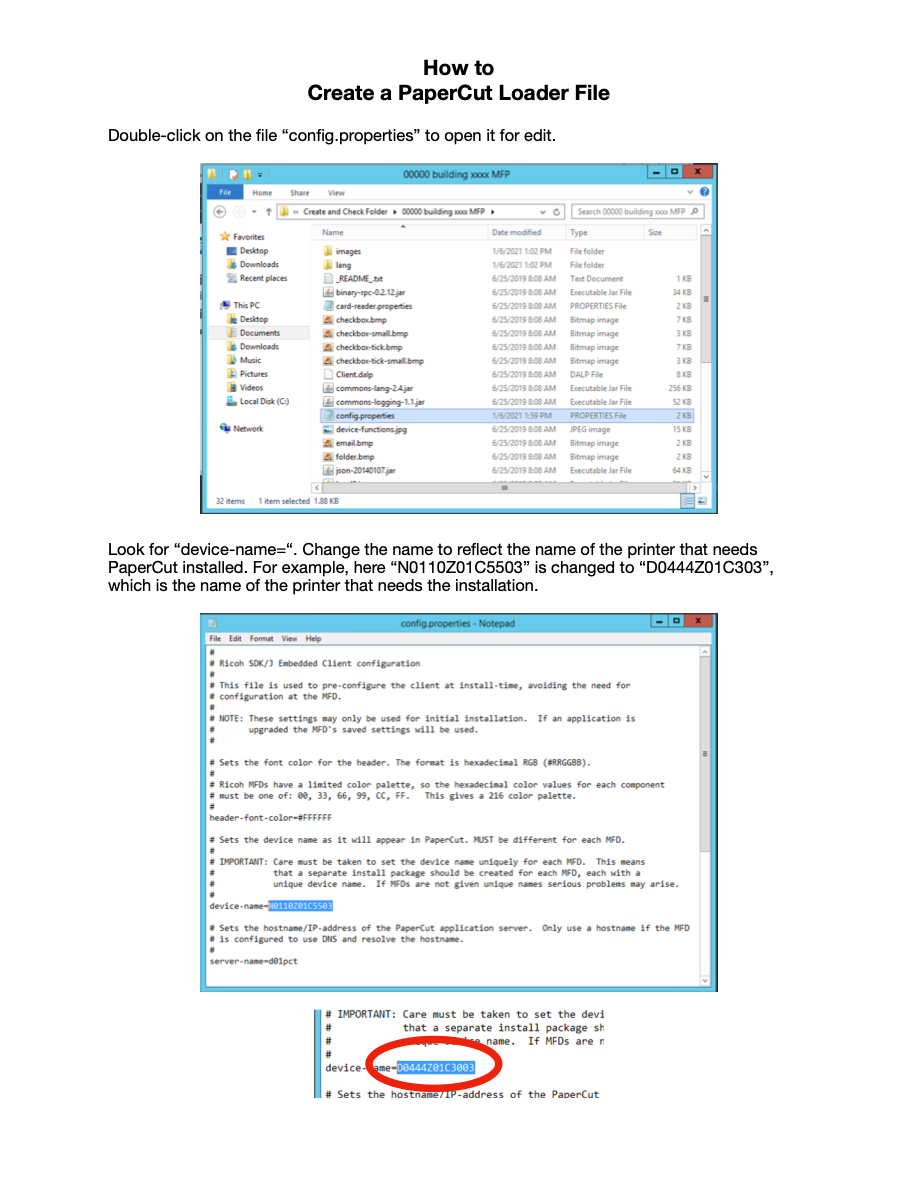 How to
Create a PaperCut Loader File
Double-click on the file “config.properties” to open it for edit.
00000 building xxxx MFP
File Home Share View
« Create and Check Folder ▸ 00000 building xxxx MFP ▸ Search 00000 building xxxx MFP
Name Date modified Type Size
Favorites
Desktop
Downloads
Recent places
This PC
Desktop
Documents
Downloads
Music
Pictures
Videos
Local Disk (C:)
Network
images 1/6/2021 1:02 PM File folder
lang 1/6/2021 1:02 PM File folder
_README_.txt 6/25/2019 8:08 AM Text Document 1 KB
binary-rpc-0.2.12.jar 6/25/2019 8:08 AM Executable Jar File 34 KB
card-reader.properties 6/25/2019 8:08 AM PROPERTIES File 2 KB
checkbox.bmp 6/25/2019 8:08 AM Bitmap image 7 KB
checkbox-small.bmp 6/25/2019 8:08 AM Bitmap image 3 KB
checkbox-tick.bmp 6/25/2019 8:08 AM Bitmap image 7 KB
checkbox-tick-small.bmp 6/25/2019 8:08 AM Bitmap image 3 KB
Client.dalp 6/25/2019 8:08 AM DALP File 8 KB
commons-lang-2.4.jar 6/25/2019 8:08 AM Executable Jar File 256 KB
commons-logging-1.1.jar 6/25/2019 8:08 AM Executable Jar File 52 KB
config.properties 1/6/2021 1:59 PM PROPERTIES File 2 KB
device-functions.jpg 6/25/2019 8:08 AM JPEG image 15 KB
email.bmp 6/25/2019 8:08 AM Bitmap image 2 KB
folder.bmp 6/25/2019 8:08 AM Bitmap image 2 KB
json-20140107.jar 6/25/2019 8:08 AM Executable Jar File 64 KB
32 items 1 item selected 1.88 KB
Look for “device-name=“. Change the name to reflect the name of the printer that needs
PaperCut installed. For example, here “N0110Z01C5503” is changed to “D0444Z01C303”,
which is the name of the printer that needs the installation.
config.properties - Notepad
File Edit Format View Help
#
# Ricoh SDK/J Embedded Client configuration
#
# This file is used to pre-configure the client at install-time, avoiding the need for
# configuration at the MFD.
#
# NOTE: These settings may only be used for initial installation. If an application is
# upgraded the MFD's saved settings will be used.
#
# Sets the font color for the header. The format is hexadecimal RGB (#RRGGBB).
#
# Ricoh MFDs have a limited color palette, so the hexadecimal color values for each component
# must be one of: 00, 33, 66, 99, CC, FF. This gives a 216 color palette.
#
header-font-color=#FFFFFF
# Sets the device name as it will appear in PaperCut. MUST be different for each MFD.
#
# IMPORTANT: Care must be taken to set the device name uniquely for each MFD. This means
# that a separate install package should be created for each MFD, each with a
# unique device name. If MFDs are not given unique names serious problems may arise.
#
device-name=N0110Z01C5503
# Sets the hostname/IP-address of the PaperCut application server. Only use a hostname if the MFD
# is configured to use DNS and resolve the hostname.
#
server-name=d01pct
# IMPORTANT: Care must be taken to set the devi
# that a separate install package sh
# unique device name. If MFDs are n
#
device-name=D0444Z01C3003
# Sets the hostname/IP-address of the PaperCut